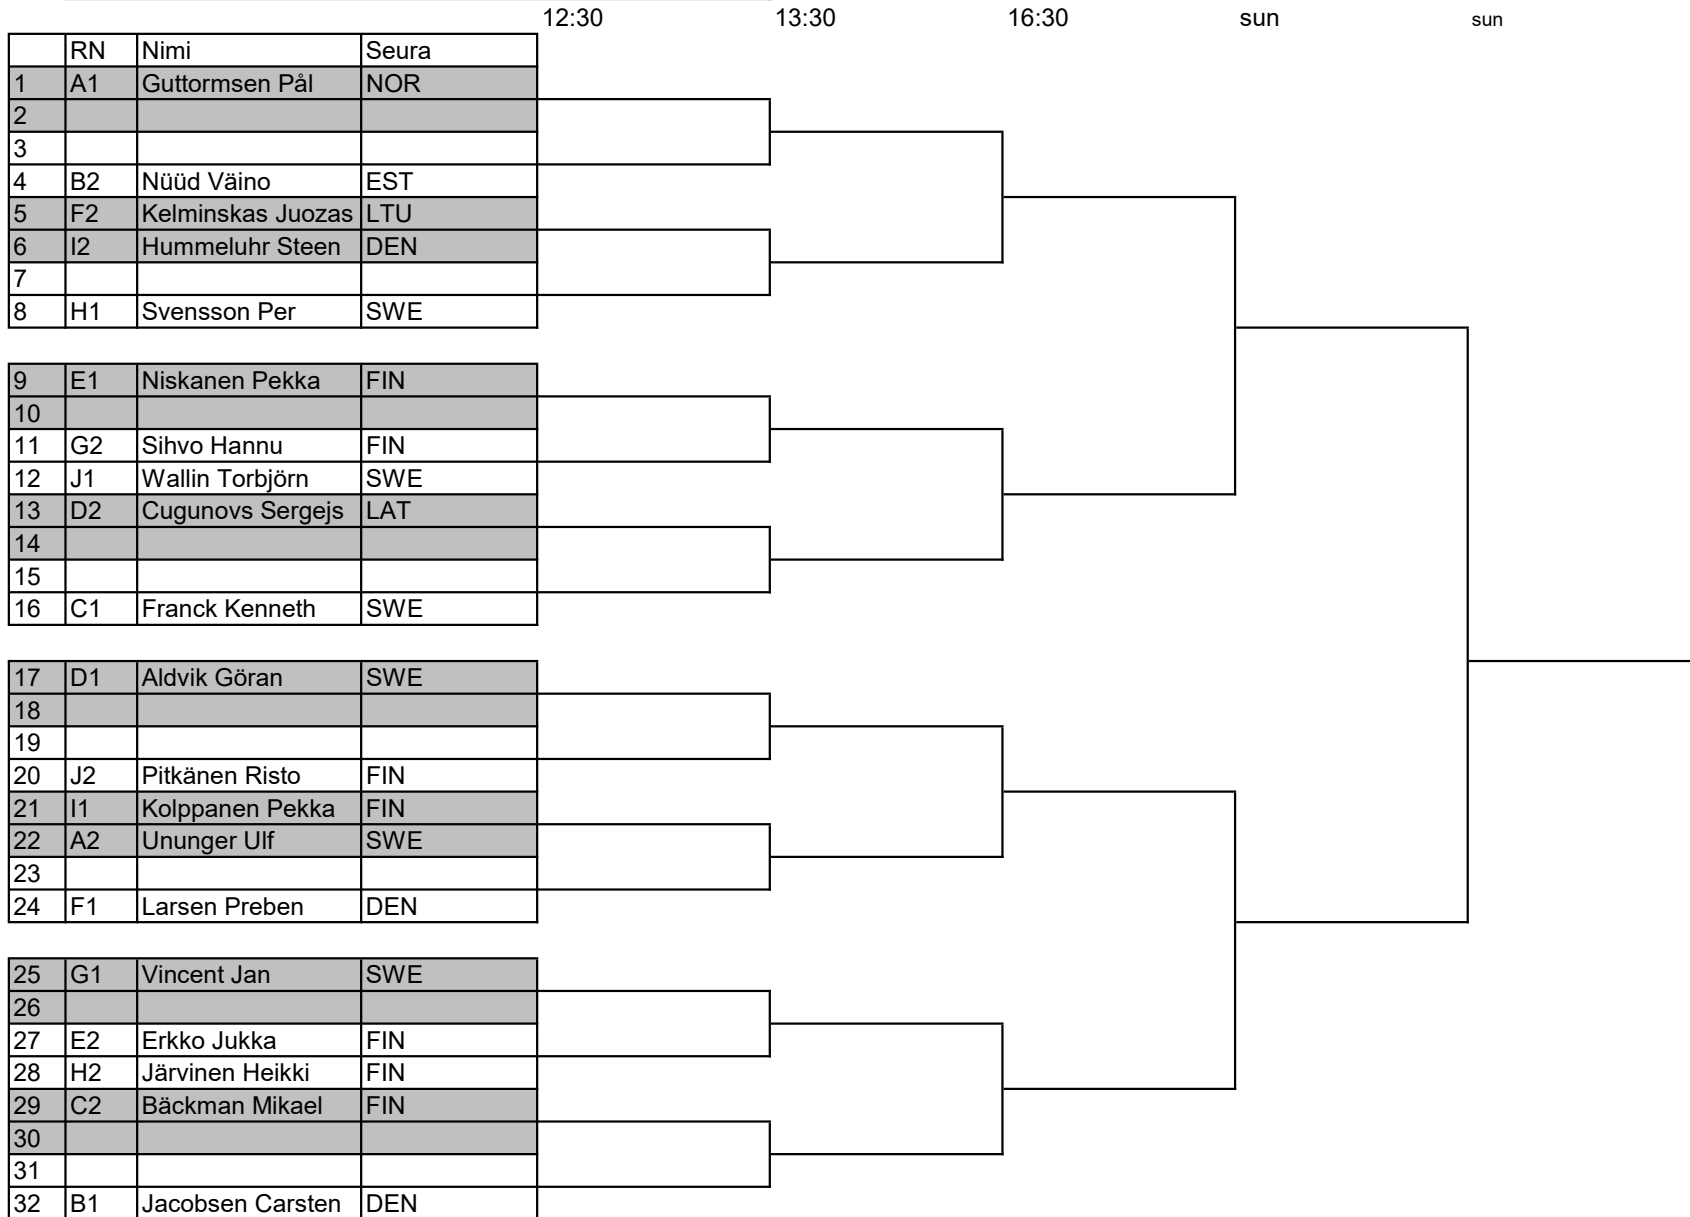 12:30 13:30 16:30 sun sun
RN Nimi Seura
1 A1 Guttormsen Pål NOR
2
3
4 B2 Nüüd Väino EST
5 F2 Kelminskas Juozas LTU
6 I2 Hummeluhr Steen DEN
7
8 H1 Svensson Per SWE
9 E1 Niskanen Pekka FIN
10
11 G2 Sihvo Hannu FIN
12 J1 Wallin Torbjörn SWE
13 D2 Cugunovs Sergejs LAT
14
15
16 C1 Franck Kenneth SWE
17 D1 Aldvik Göran SWE
18
19
20 J2 Pitkänen Risto FIN
21 I1 Kolppanen Pekka FIN
22 A2 Ununger Ulf SWE
23
24 F1 Larsen Preben DEN
25 G1 Vincent Jan SWE
26
27 E2 Erkko Jukka FIN
28 H2 Järvinen Heikki FIN
29 C2 Bäckman Mikael FIN
30
31
32 B1 Jacobsen Carsten DEN